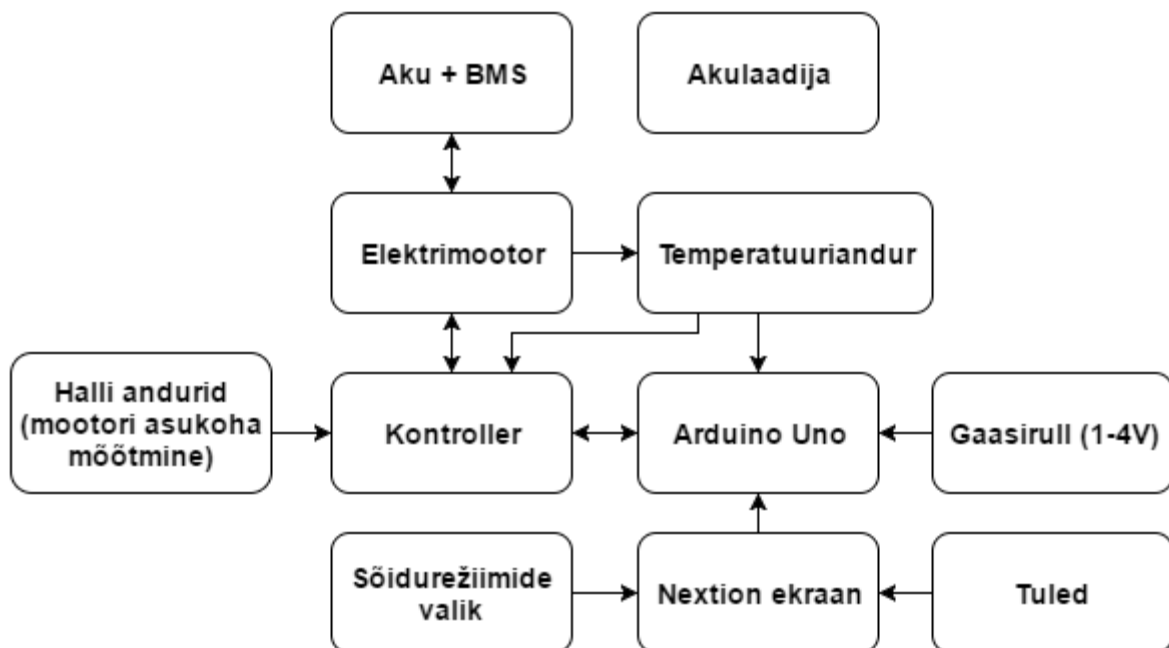 Aku + BMS
Akulaadija
Elektrimootor
Temperatuuriandur
Halli andurid
(mootori asukoha
mõõtmine)
Kontroller
Arduino Uno
Gaasirull (1-4V)
Sõidurežiimide
valik
Nextion ekraan
Tuled